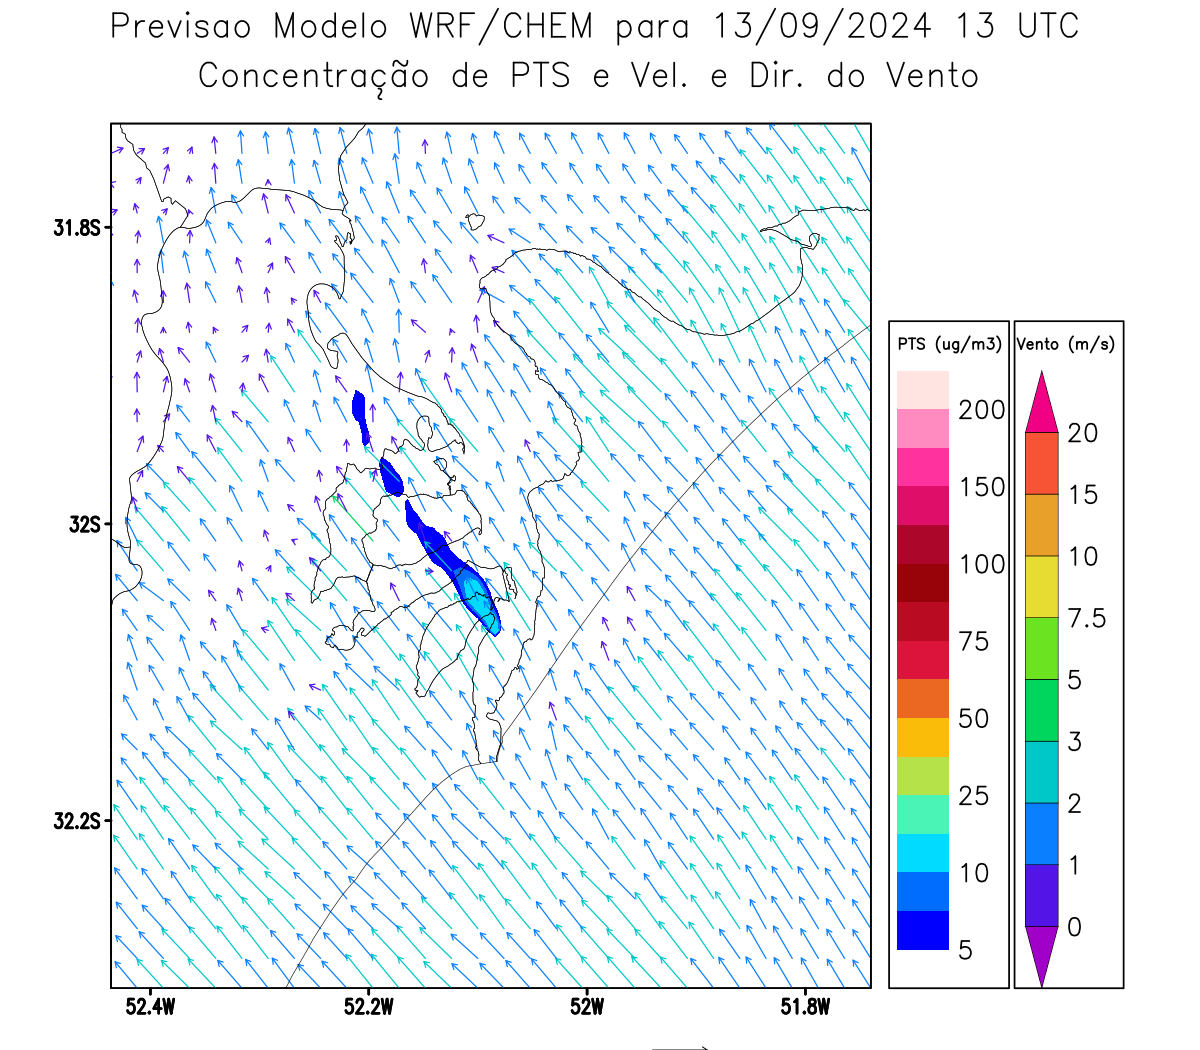 Previsao Modelo WRF/CHEM para 13/09/2024 13 UTC
Concentração de PTS e Vel. e Dir. do Vento
31.8S
32S
32.2S
52.4W 52.2W 52W 51.8W
PTS (ug/m3)
200
150
100
75
50
25
10
5
Vento (m/s)
20
15
10
7.5
5
3
2
1
0